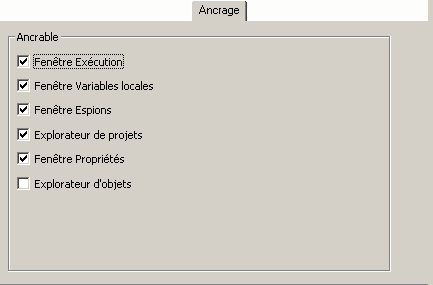 Ancrage
Ancrable
Fenêtre Exécution
Fenêtre Variables locales
Fenêtre Espions
Explorateur de projets
Fenêtre Propriétés
Explorateur d'objets